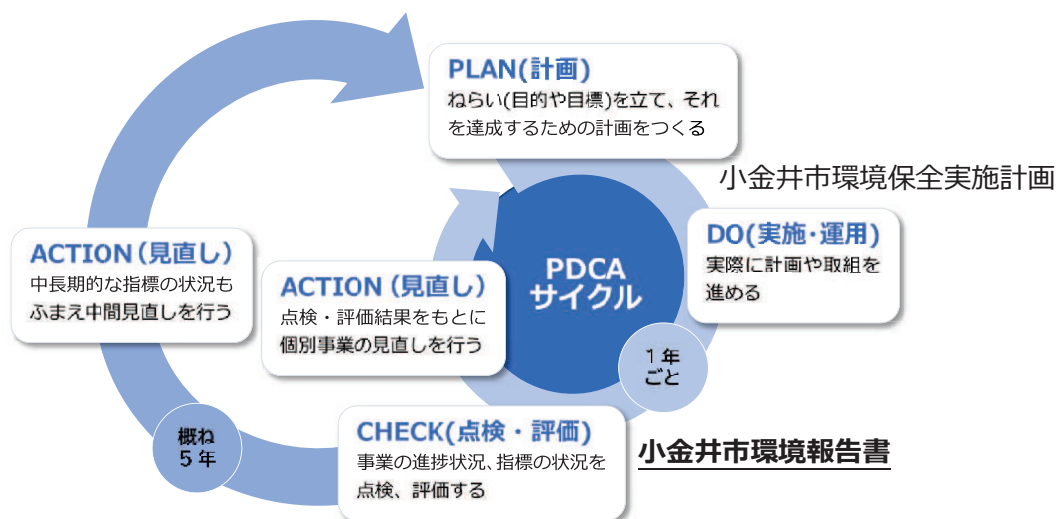 PLAN(計画)
ねらい(目的や目標)を立て、それ
を達成するための計画をつくる
小金井市環境保全実施計画
DO(実施・運用)
実際に計画や取組を
進める
PDCA
サイクル
ACTION(見直し)
中長期的な指標の状況も
ふまえ中間見直しを行う
ACTION(見直し)
点検・評価結果をもとに
個別事業の見直しを行う
1年
ごと
概ね
5年
CHECK(点検・評価)
事業の進捗状況、指標の状況を
点検、評価する
小金井市環境報告書